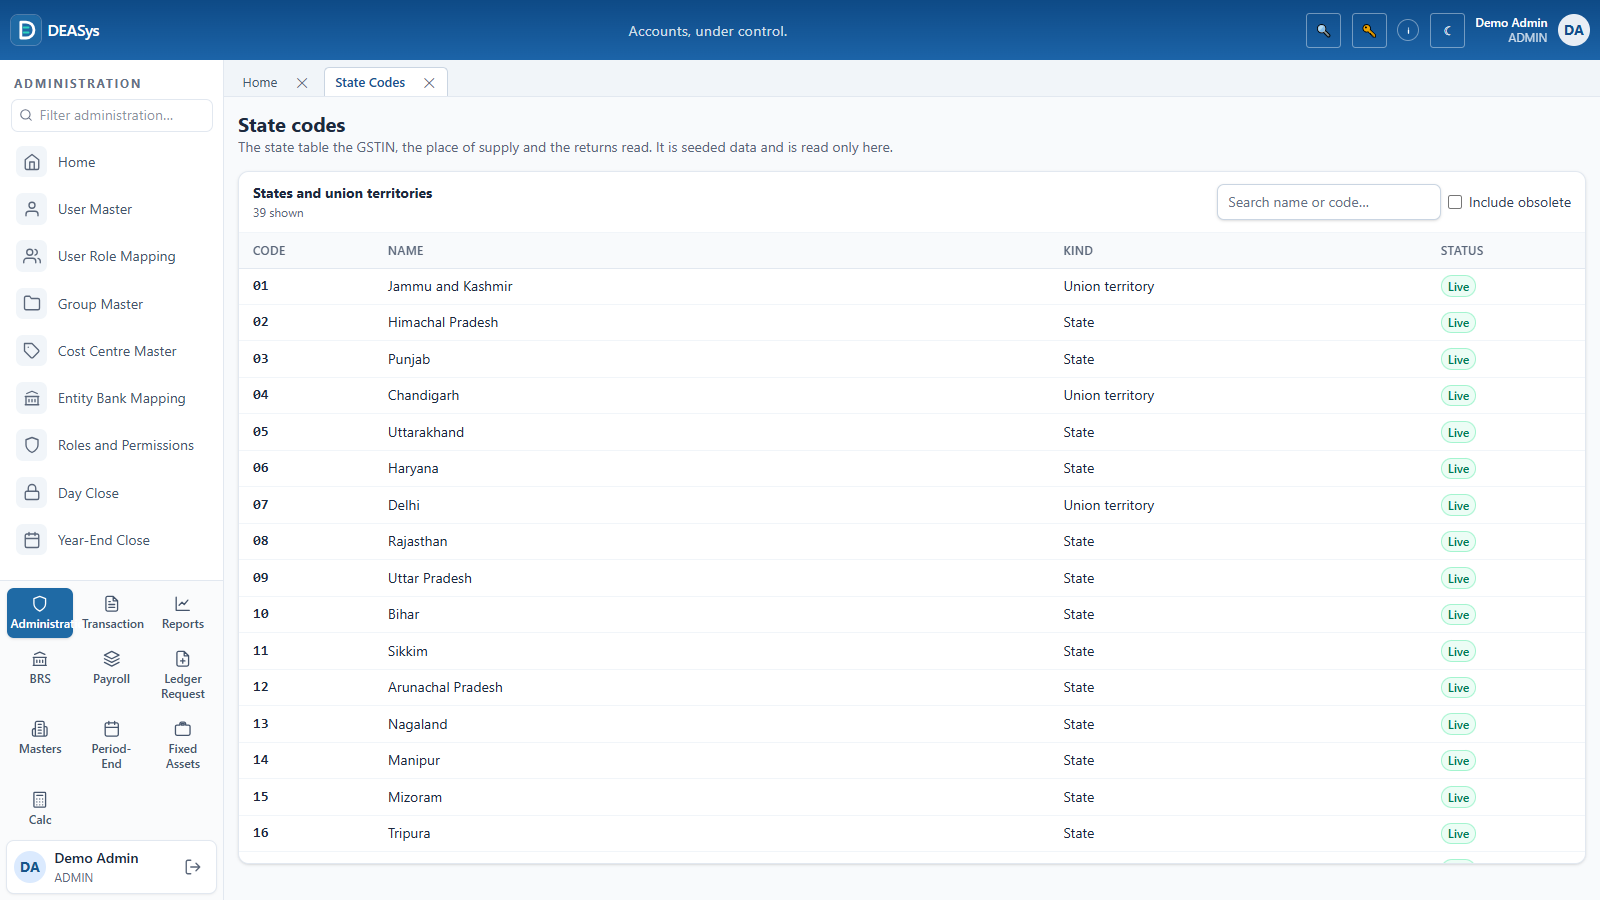 DEASys
Accounts, under control.
Demo Admin
ADMIN
DA
ADMINISTRATION
Filter administration...
Home
User Master
User Role Mapping
Group Master
Cost Centre Master
Entity Bank Mapping
Roles and Permissions
Day Close
Year-End Close
Administrat
Transaction
Reports
BRS
Payroll
Ledger
Request
Masters
Period-
End
Fixed
Assets
Calc
DA
Demo Admin
ADMIN
Home
State Codes
State codes
The state table the GSTIN, the place of supply and the returns read. It is seeded data and is read only here.
States and union territories
39 shown
Search name or code...
Include obsolete
CODE NAME KIND STATUS
01 Jammu and Kashmir Union territory Live
02 Himachal Pradesh State Live
03 Punjab State Live
04 Chandigarh Union territory Live
05 Uttarakhand State Live
06 Haryana State Live
07 Delhi Union territory Live
08 Rajasthan State Live
09 Uttar Pradesh State Live
10 Bihar State Live
11 Sikkim State Live
12 Arunachal Pradesh State Live
13 Nagaland State Live
14 Manipur State Live
15 Mizoram State Live
16 Tripura State Live